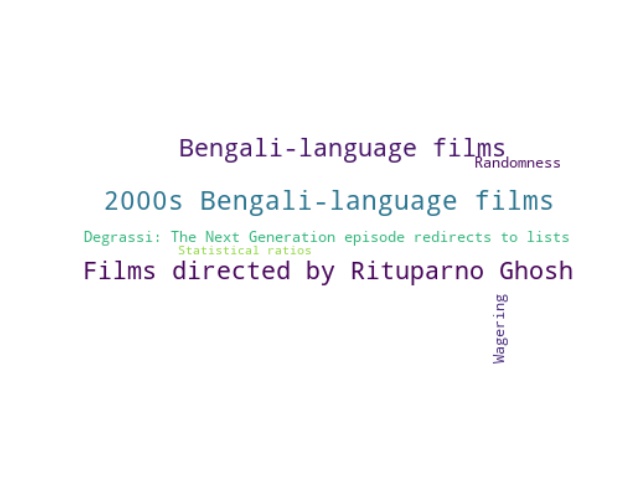 Bengali-language films
Randomness
2000s Bengali-language films
Degrassi: The Next Generation episode redirects to lists
Statistical ratios
Films directed by Rituparno Ghosh
Wagering